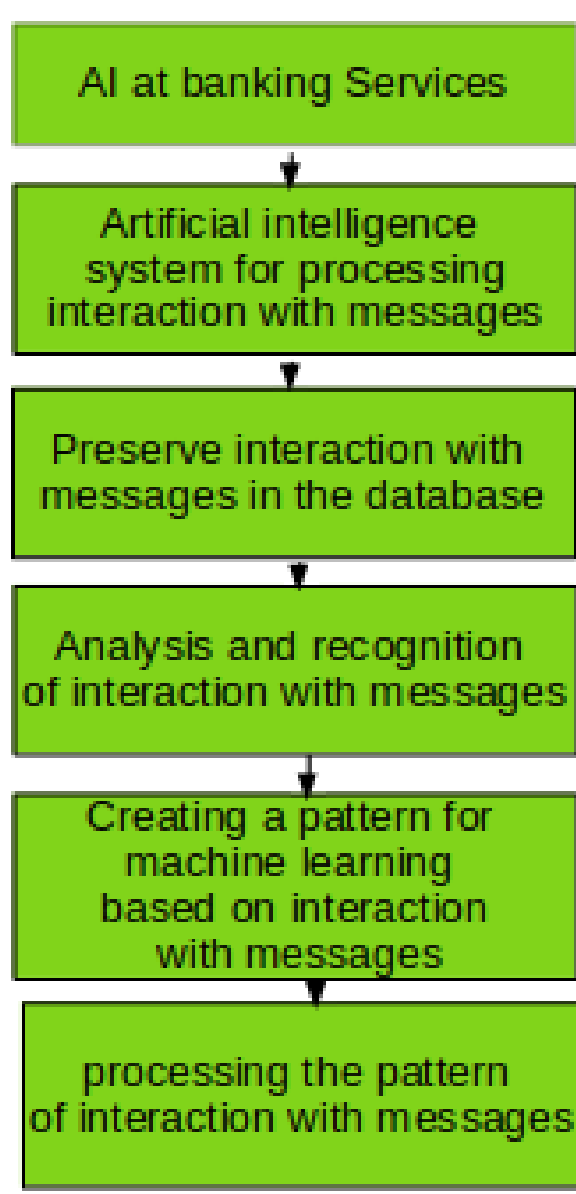 AI at banking Services
Artificial intelligence
system for processing
interaction with messages
Preserve interaction with
messages in the database
Analysis and recognition
of interaction with messages
Creating a pattern for
machine learning
based on interaction
with messages
processing the pattern
of interaction with messages